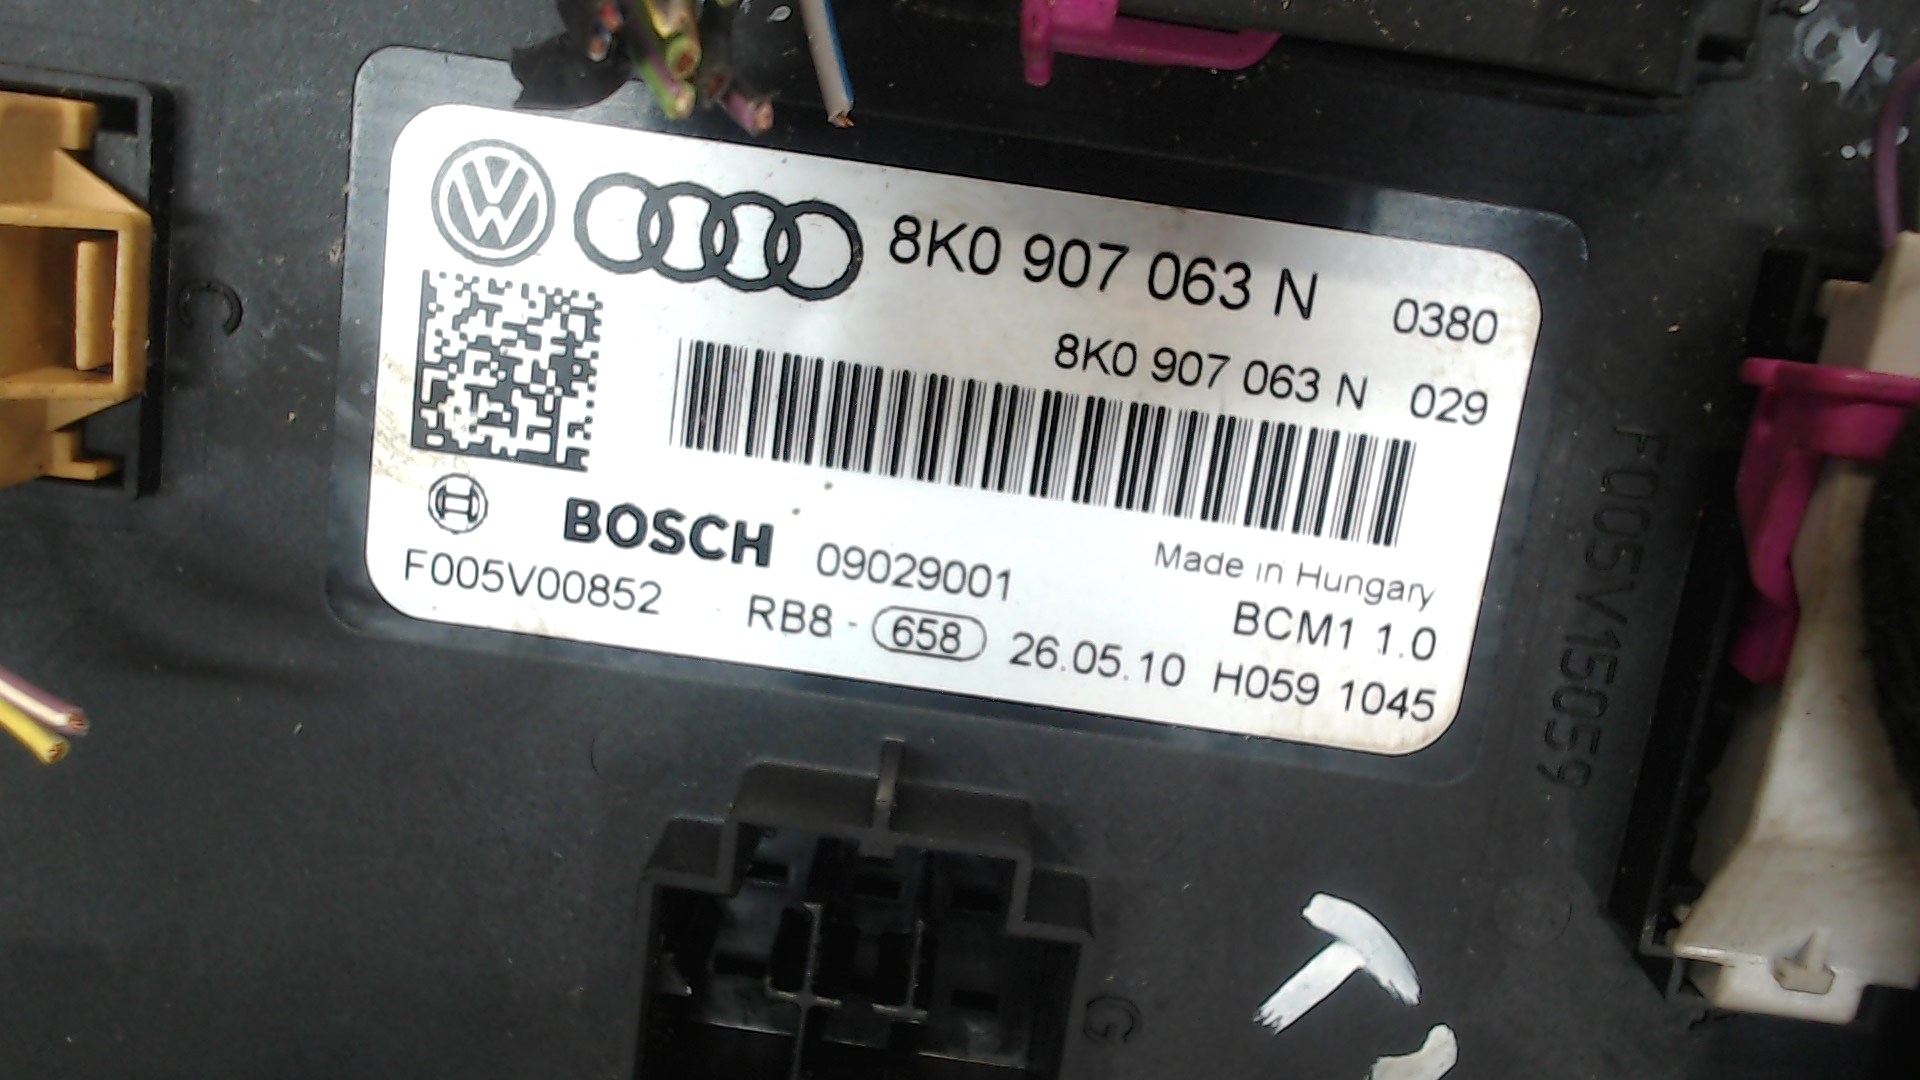 8K0 907 063 N 0380
8K0 907 063 N 029
BOSCH 09029001 Made in Hungary
F005V00852 RB8 - 658 26.05.10 BCM1 1.0
H059 1045
F005V15059
C
G
T